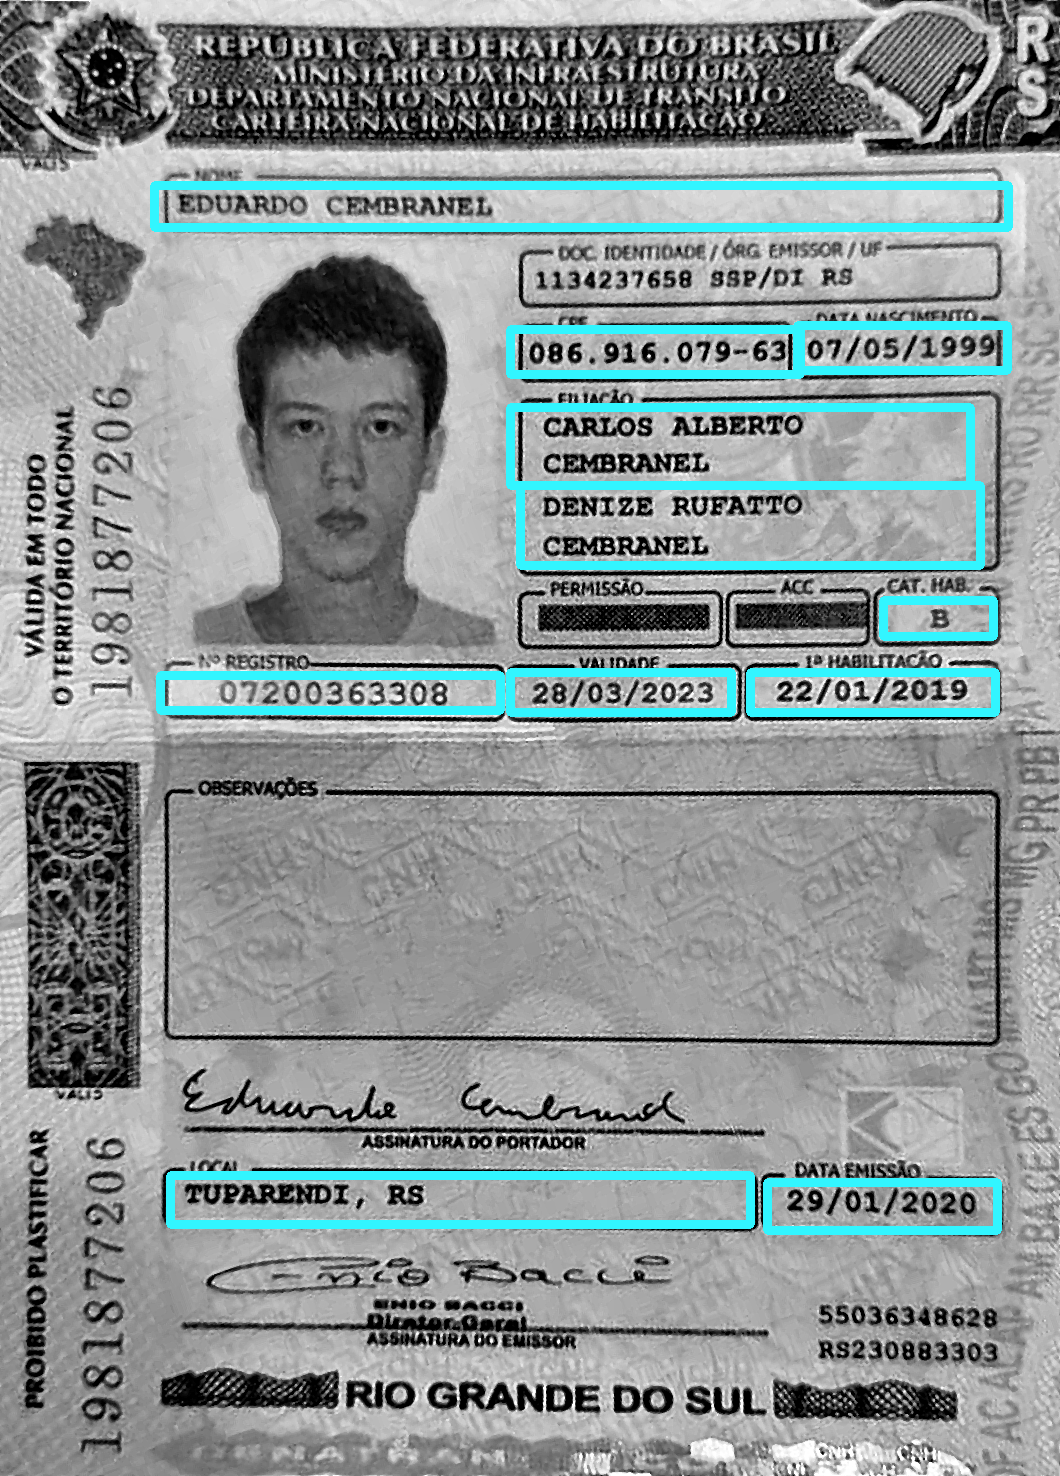 REPÚBLICA FEDERATIVA DO BRASIL
MINISTÉRIO DA INFRAESTRUTURA
DEPARTAMENTO NACIONAL DE TRÂNSITO
CARTEIRA NACIONAL DE HABILITAÇÃO
RS
VALIS
NOME
EDUARDO CEMBRANEL
DOC. IDENTIDADE / ÓRG. EMISSOR / UF
1134237658 SSP/DI RS
CPF
DATA NASCIMENTO
086.916.079-63
07/05/1999
FILIAÇÃO
CARLOS ALBERTO
CEMBRANEL
DENIZE RUFATTO
CEMBRANEL
PERMISSÃO
ACC
CAT. HAB.
B
Nº REGISTRO
VALIDADE
1ª HABILITAÇÃO
07200363308
28/03/2023
22/01/2019
VÁLIDA EM TODO
O TERRITÓRIO NACIONAL
1981877206
OBSERVAÇÕES
VALIS
Eduardo Cembranel
ASSINATURA DO PORTADOR
LOCAL
DATA EMISSÃO
TUPARENDI, RS
29/01/2020
PROIBIDO PLASTIFICAR
1981877206
Enio Bacci
ENIO BACCI
Diretor-Geral
ASSINATURA DO EMISSOR
55036348628
RS230883303
RIO GRANDE DO SUL